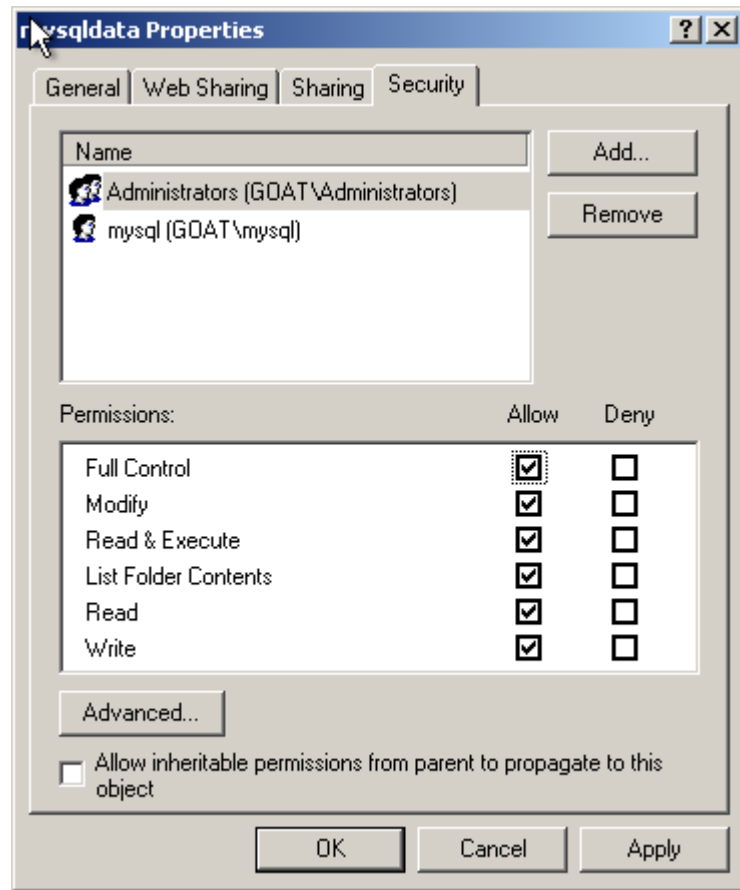 mysqldata Properties
General Web Sharing Sharing Security
Name
Add...
Administrators (GOAT\Administrators)
Remove
mysql (GOAT\mysql)
Permissions: Allow Deny
Full Control
Modify
Read & Execute
List Folder Contents
Read
Write
Advanced...
Allow inheritable permissions from parent to propagate to this
object
OK Cancel Apply